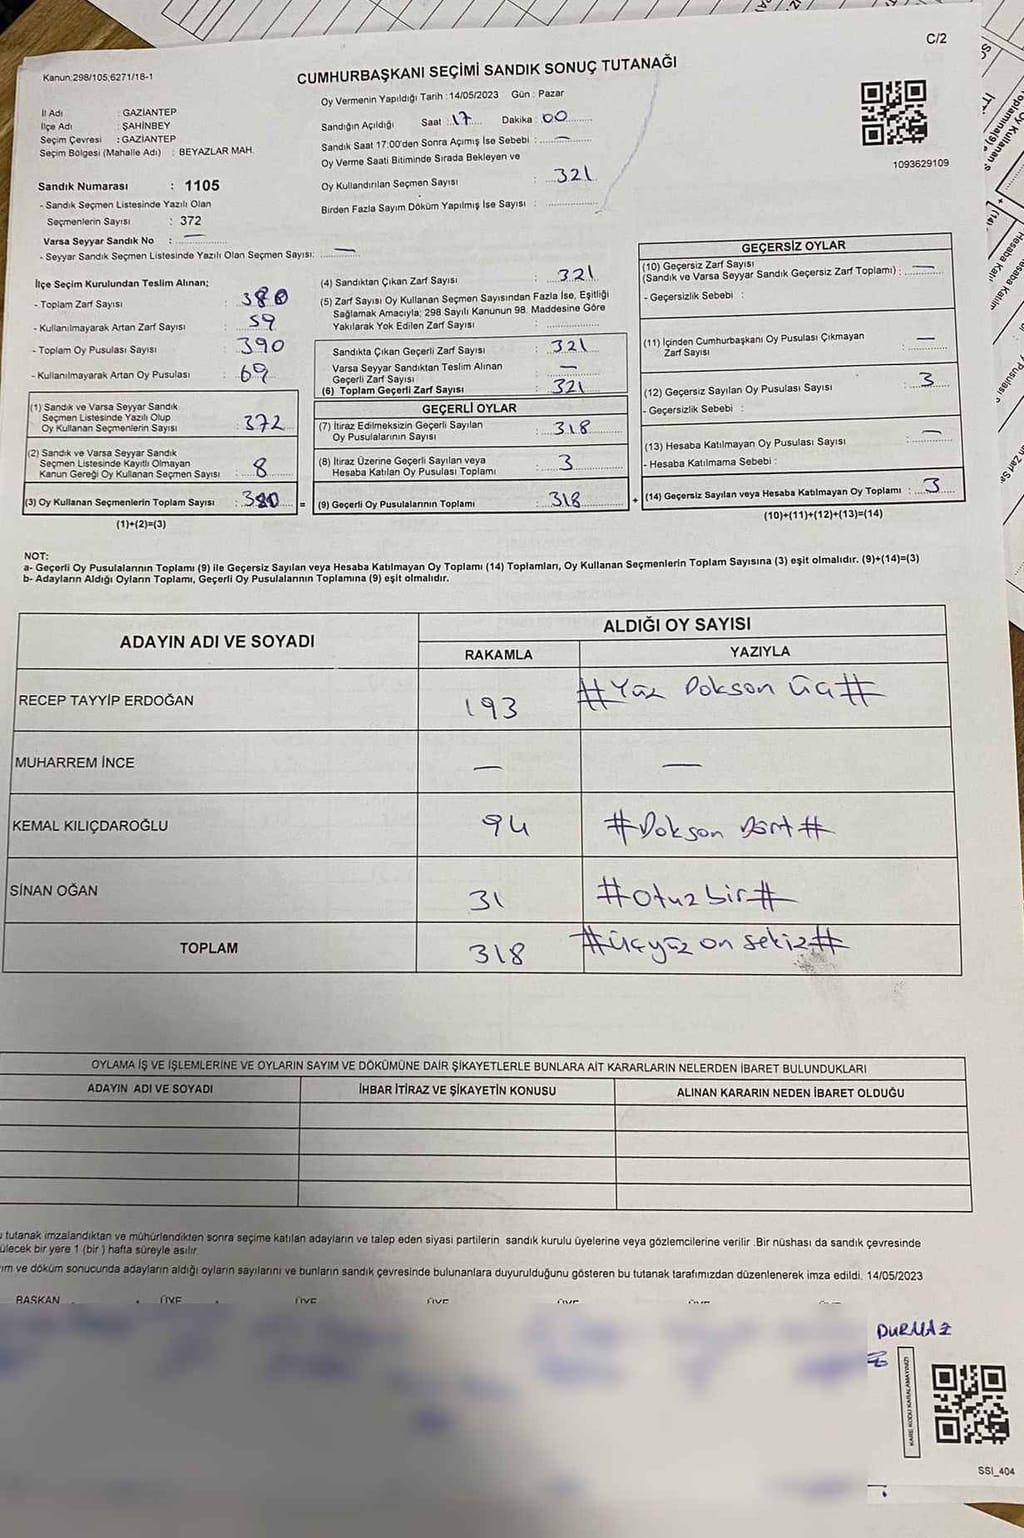 C/2
Kanun:298/105,6271/18-1
CUMHURBAŞKANI SEÇİMİ SANDIK SONUÇ TUTANAĞI
İl Adı : GAZİANTEP
İlçe Adı : ŞAHİNBEY
Seçim Çevresi : GAZİANTEP
Seçim Bölgesi (Mahalle Adı) : BEYAZLAR MAH.
Sandık Numarası : 1105
- Sandık Seçmen Listesinde Yazılı Olan
Seçmenlerin Sayısı : 372
Varsa Seyyar Sandık No : —
- Seyyar Sandık Seçmen Listesinde Yazılı Olan Seçmen Sayısı: —
Oy Vermenin Yapıldığı Tarih :14/05/2023 Gün : Pazar
Sandığın Açıldığı Saat : 17 Dakika : 00
Sandık Saat 17:00'den Sonra Açımış İse Sebebi : —
Oy Verme Saati Bitiminde Sırada Bekleyen ve
Oy Kullandırılan Seçmen Sayısı : 321
Birden Fazla Sayım Döküm Yapılmış İse Sayısı :
1093629109
İlçe Seçim Kurulundan Teslim Alınan;
- Toplam Zarf Sayısı : 380
- Kullanılmayarak Artan Zarf Sayısı : 59
- Toplam Oy Pusulası Sayısı : 390
- Kullanılmayarak Artan Oy Pusulası : 69
(1) Sandık ve Varsa Seyyar Sandık
Seçmen Listesinde Yazılı Olup
Oy Kullanan Seçmenlerin Sayısı : 372
(2) Sandık ve Varsa Seyyar Sandık
Seçmen Listesinde Kayıtlı Olmayan
Kanun Gereği Oy Kullanan Seçmen Sayısı : 8
(3) Oy Kullanan Seçmenlerin Toplam Sayısı : 380 =
(1)+(2)=(3)
(4) Sandıktan Çıkan Zarf Sayısı : 321
(5) Zarf Sayısı Oy Kullanan Seçmen Sayısından Fazla İse, Eşitliği
Sağlamak Amacıyla; 298 Sayılı Kanunun 98. Maddesine Göre
Yakılarak Yok Edilen Zarf Sayısı :
Sandıkta Çıkan Geçerli Zarf Sayısı : 321
Varsa Seyyar Sandıktan Teslim Alınan
Geçerli Zarf Sayısı : —
(6) Toplam Geçerli Zarf Sayısı : 321
GEÇERLİ OYLAR
(7) İtiraz Edilmeksizin Geçerli Sayılan
Oy Pusulalarının Sayısı : 318
(8) İtiraz Üzerine Geçerli Sayılan veya
Hesaba Katılan Oy Pusulası Toplamı : 3
(9) Geçerli Oy Pusulalarının Toplamı : 318 +
GEÇERSİZ OYLAR
(10) Geçersiz Zarf Sayısı
(Sandık ve Varsa Seyyar Sandık Geçersiz Zarf Toplamı) : —
- Geçersizlik Sebebi :
(11) İçinden Cumhurbaşkanı Oy Pusulası Çıkmayan
Zarf Sayısı : —
(12) Geçersiz Sayılan Oy Pusulası Sayısı : 3
- Geçersizlik Sebebi :
(13) Hesaba Katılmayan Oy Pusulası Sayısı : —
- Hesaba Katılmama Sebebi :
(14) Geçersiz Sayılan veya Hesaba Katılmayan Oy Toplamı : 3
(10)+(11)+(12)+(13)=(14)
NOT:
a- Geçerli Oy Pusulalarının Toplamı (9) ile Geçersiz Sayılan veya Hesaba Katılmayan Oy Toplamı (14) Toplamları, Oy Kullanan Seçmenlerin Toplam Sayısına (3) eşit olmalıdır. (9)+(14)=(3)
b- Adayların Aldığı Oyların Toplamı, Geçerli Oy Pusulalarının Toplamına (9) eşit olmalıdır.
ADAYIN ADI VE SOYADI ALDIĞI OY SAYISI
RAKAMLA YAZIYLA
RECEP TAYYİP ERDOĞAN 193 #Yüz Dokson Üç#
MUHARREM İNCE — —
KEMAL KILIÇDAROĞLU 94 #Dokson Dört#
SİNAN OĞAN 31 #Otuz bir#
TOPLAM 318 #üçyüz on sekiz#
OYLAMA İŞ VE İŞLEMLERİNE VE OYLARIN SAYIM VE DÖKÜMÜNE DAİR ŞİKAYETLERLE BUNLARA AİT KARARLARIN NELERDEN İBARET BULUNDUKLARI
ADAYIN ADI VE SOYADI İHBAR İTİRAZ VE ŞİKAYETİN KONUSU ALINAN KARARIN NEDEN İBARET OLDUĞU
tutanak imzalandıktan ve mühürlendikten sonra seçime katılan adayların ve talep eden siyasi partilerin sandık kurulu üyelerine veya gözlemcilerine verilir .Bir nüshası da sandık çevresinde
ülecek bir yere 1 (bir ) hafta süreyle asılır.
ım ve döküm sonucunda adayların aldığı oyların sayılarını ve bunların sandık çevresinde bulunanlara duyurulduğunu gösteren bu tutanak tarafımızdan düzenlenerek imza edildi. 14/05/2023
BAŞKAN ÜYE ÜYE ÜYE ÜYE
DURMAZ
KARE KODU KARALAMAYINIZ!
SSI_404